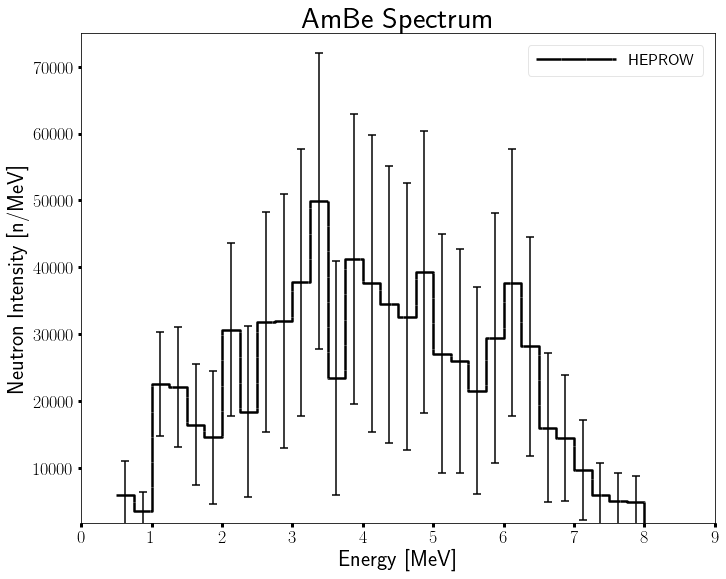 AmBe Spectrum
HEPROW
70000
60000
50000
40000
30000
20000
10000
Neutron Intensity [n/MeV]
0 1 2 3 4 5 6 7 8 9
Energy [MeV]